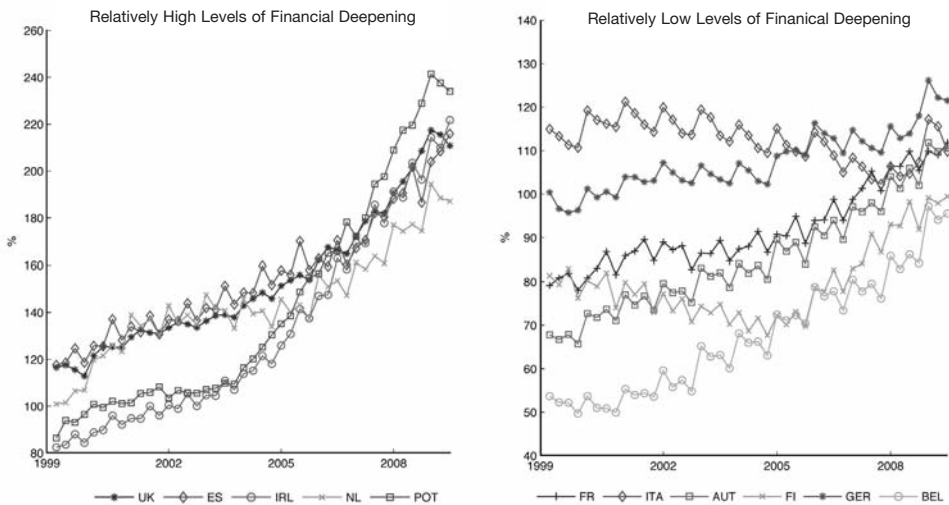 Relatively High Levels of Financial Deepening
260
240
220
200
180
160
140
120
100
80
%
1999
2002
2005
2008
UK
ES
IRL
NL
POT
Relatively Low Levels of Finanical Deepening
140
130
120
110
100
90
80
70
60
50
40
%
1999
2002
2005
2008
FR
ITA
AUT
FI
GER
BEL